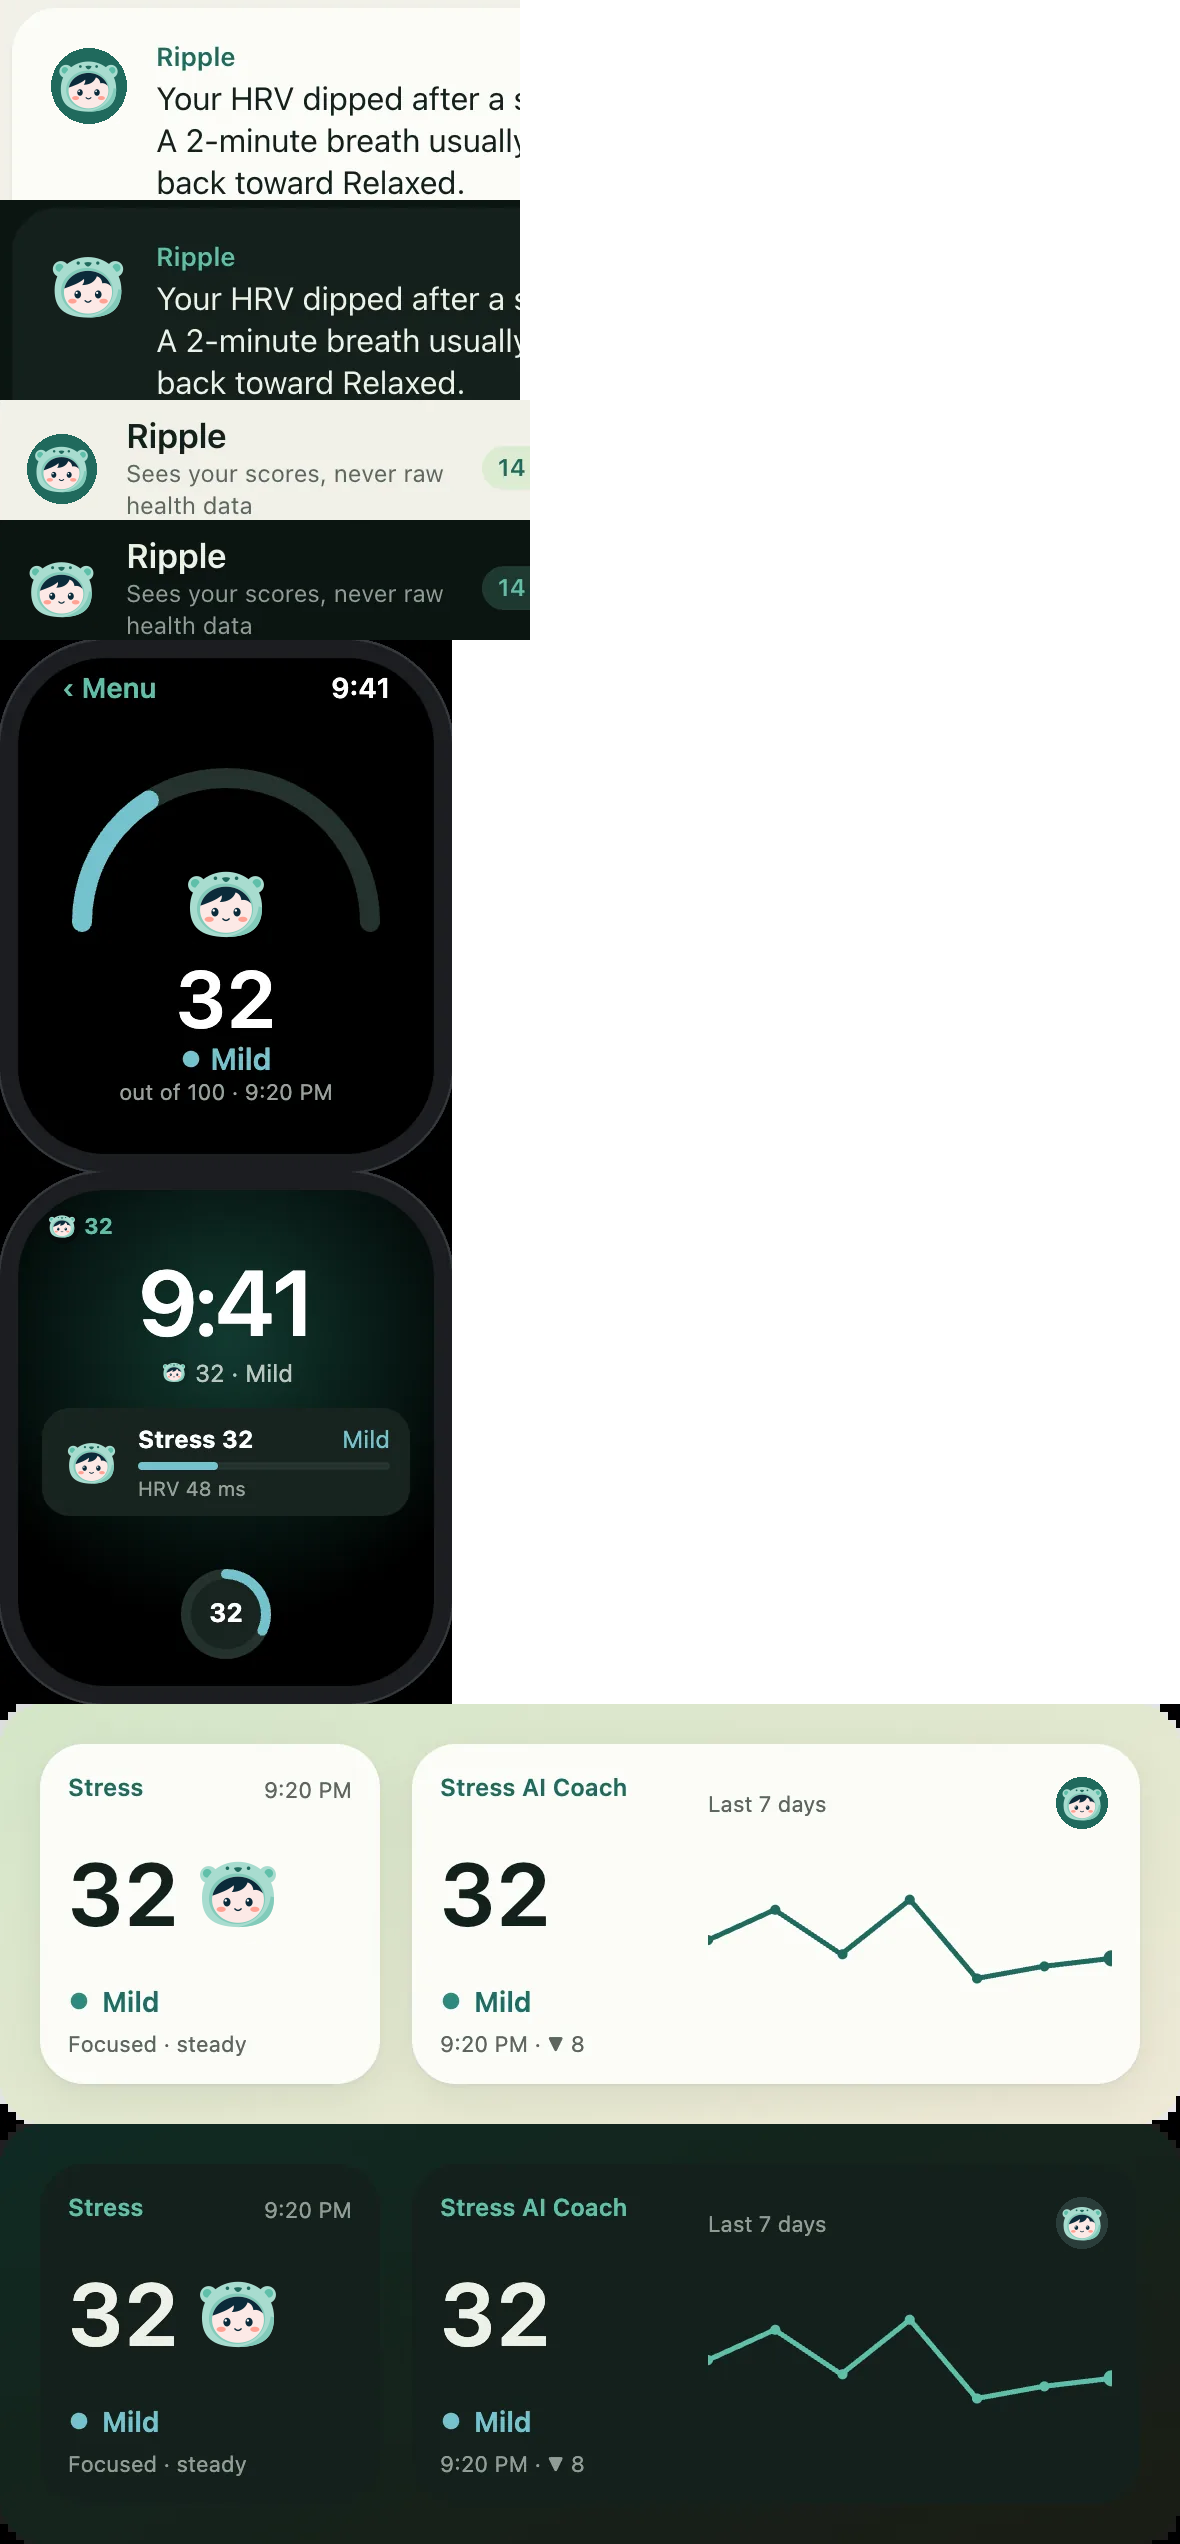 Ripple
Your HRV dipped after a s
A 2-minute breath usually
back toward Relaxed.
Ripple
Your HRV dipped after a s
A 2-minute breath usually
back toward Relaxed.
Ripple
Sees your scores, never raw
health data
14
Ripple
Sees your scores, never raw
health data
14
‹ Menu 9:41
32
Mild
out of 100 · 9:20 PM
32
9:41
32 · Mild
Stress 32 Mild
HRV 48 ms
32
Stress 9:20 PM
32
Mild
Focused · steady
Stress AI Coach
Last 7 days
32
Mild
9:20 PM · ▼ 8
Stress 9:20 PM
32
Mild
Focused · steady
Stress AI Coach
Last 7 days
32
Mild
9:20 PM · ▼ 8